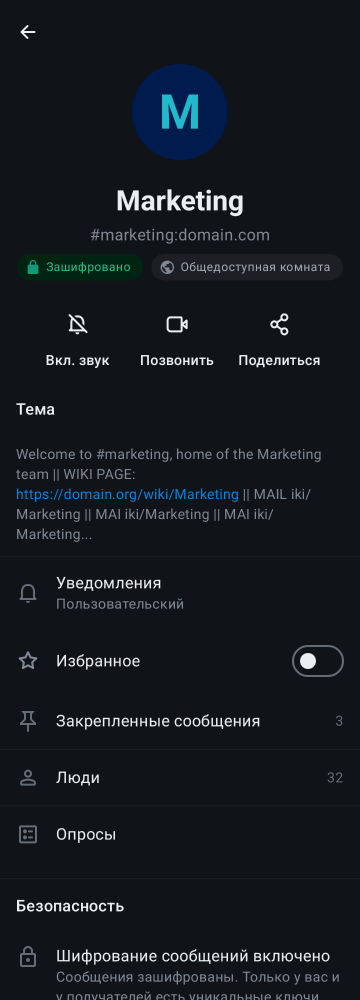 M
Marketing
#marketing:domain.com
Зашифровано
Общедоступная комната
Вкл. звук
Позвонить
Поделиться
Тема
Welcome to #marketing, home of the Marketing
team || WIKI PAGE:
https://domain.org/wiki/Marketing || MAIL iki/
Marketing || MAI iki/Marketing || MAI iki/
Marketing...
Уведомления
Пользовательский
Избранное
Закрепленные сообщения
3
Люди
32
Опросы
Безопасность
Шифрование сообщений включено
Сообщения зашифрованы. Только у вас и
у получателей есть уникальные ключи